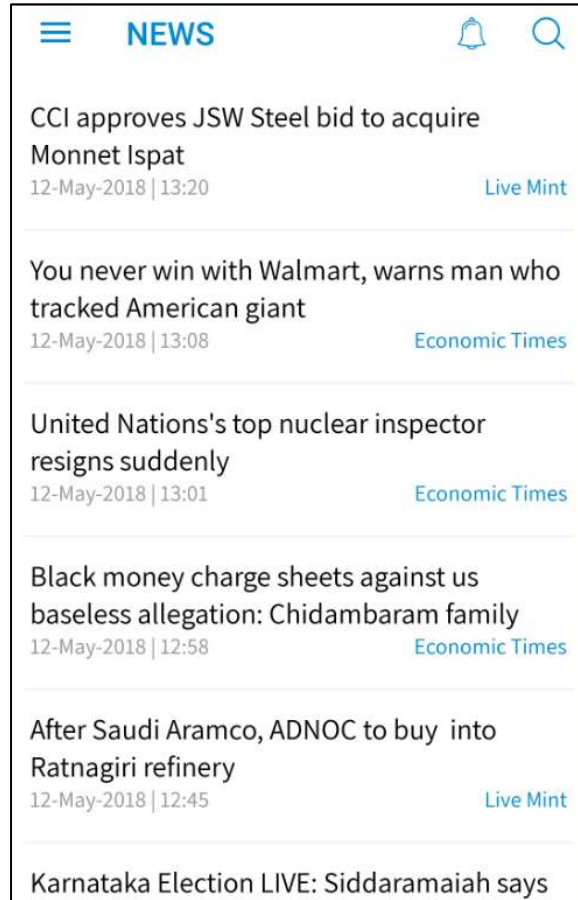 NEWS
CCI approves JSW Steel bid to acquire
Monnet Ispat
12-May-2018 | 13:20 Live Mint
You never win with Walmart, warns man who
tracked American giant
12-May-2018 | 13:08 Economic Times
United Nations's top nuclear inspector
resigns suddenly
12-May-2018 | 13:01 Economic Times
Black money charge sheets against us
baseless allegation: Chidambaram family
12-May-2018 | 12:58 Economic Times
After Saudi Aramco, ADNOC to buy  into
Ratnagiri refinery
12-May-2018 | 12:45 Live Mint
Karnataka Election LIVE: Siddaramaiah says